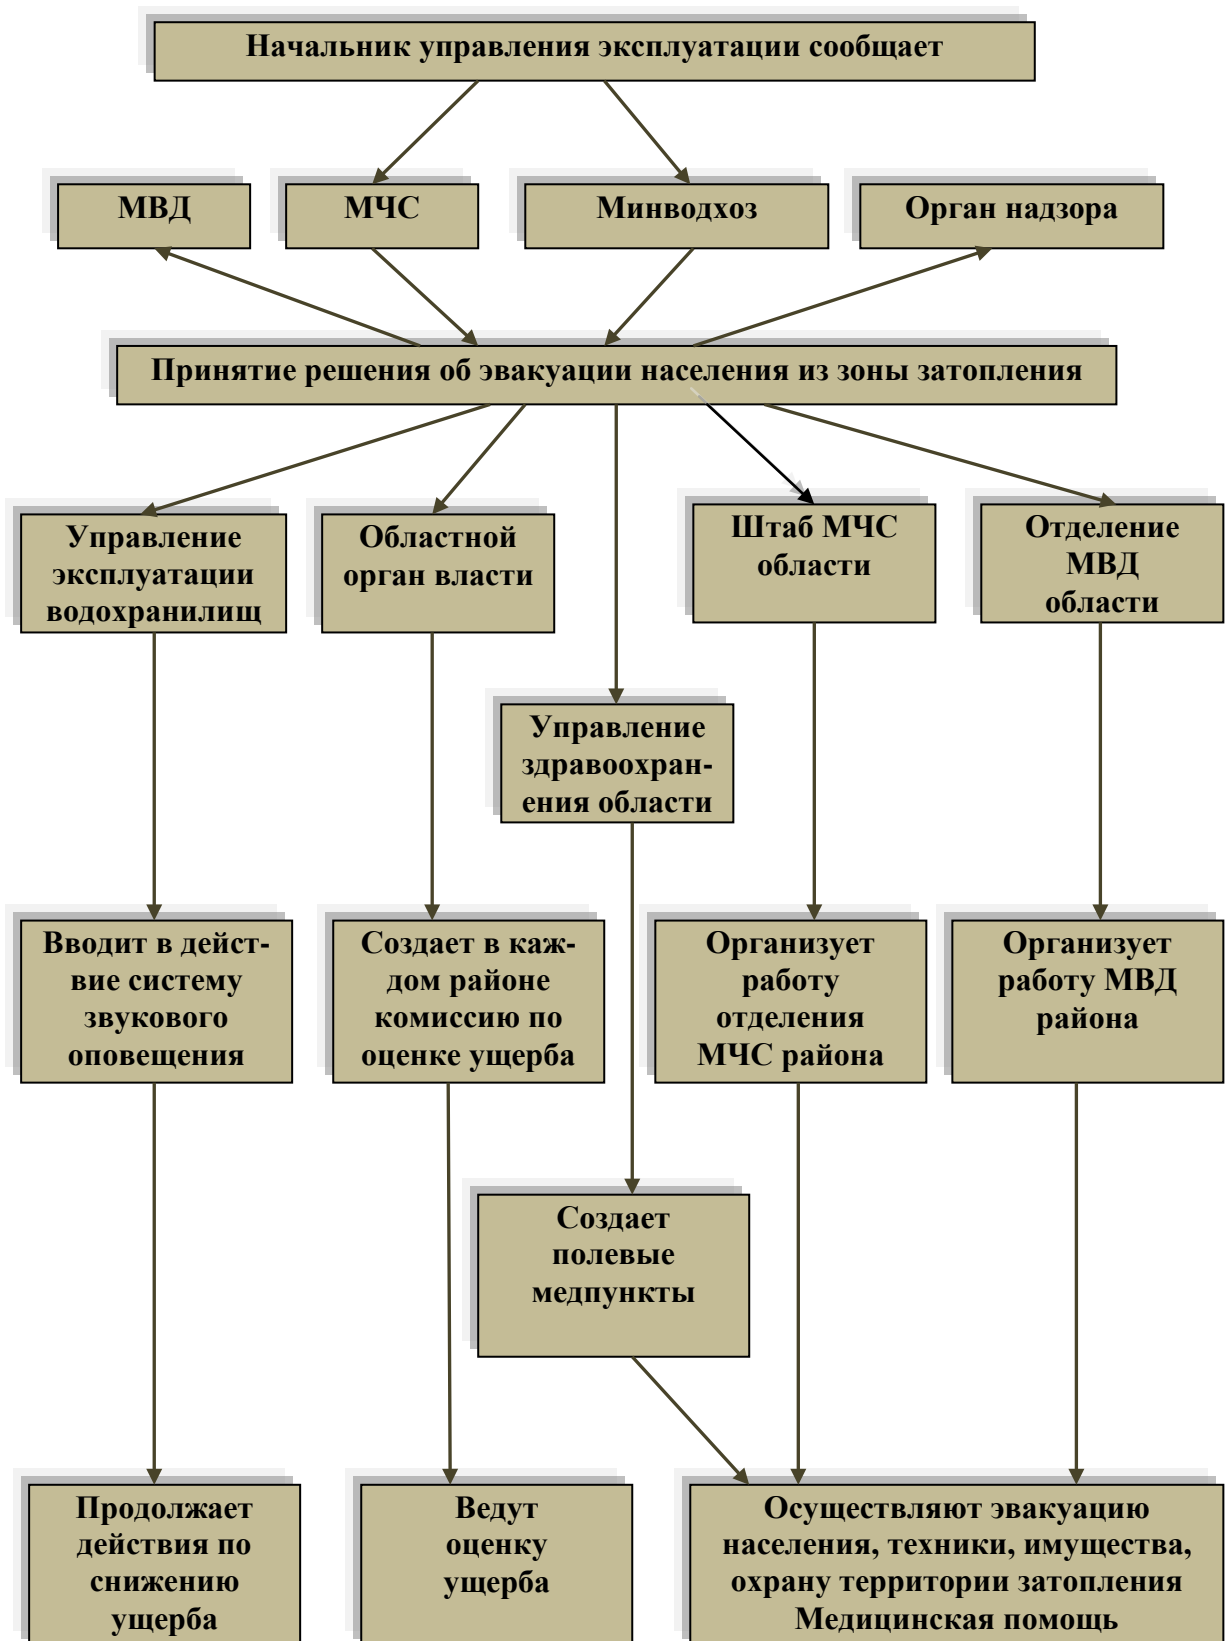 Начальник управления эксплуатации сообщает
МВД
МЧС
Минводхоз
Орган надзора
Принятие решения об эвакуации населения из зоны затопления
Управление
эксплуатации
водохранилищ
Областной
орган власти
Штаб МЧС
области
Отделение
МВД
области
Управление
здравоохран-
ения области
Вводит в дейст-
вие систему
звукового
оповещения
Создает в каж-
дом районе
комиссию по
оценке ущерба
Организует
работу
отделения
МЧС района
Организует
работу МВД
района
Создает
полевые
медпункты
Продолжает
действия по
снижению
ущерба
Ведут
оценку
ущерба
Осуществляют эвакуацию
населения, техники, имущества,
охрану территории затопления
Медицинская помощь